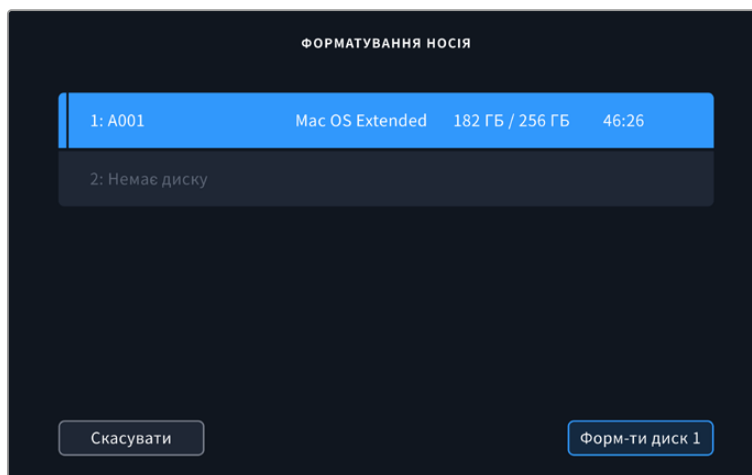 ФОРМАТУВАННЯ НОСІЯ
1: A001 Mac OS Extended 182 ГБ / 256 ГБ 46:26
2: Немає диску
Скасувати Форм-ти диск 1